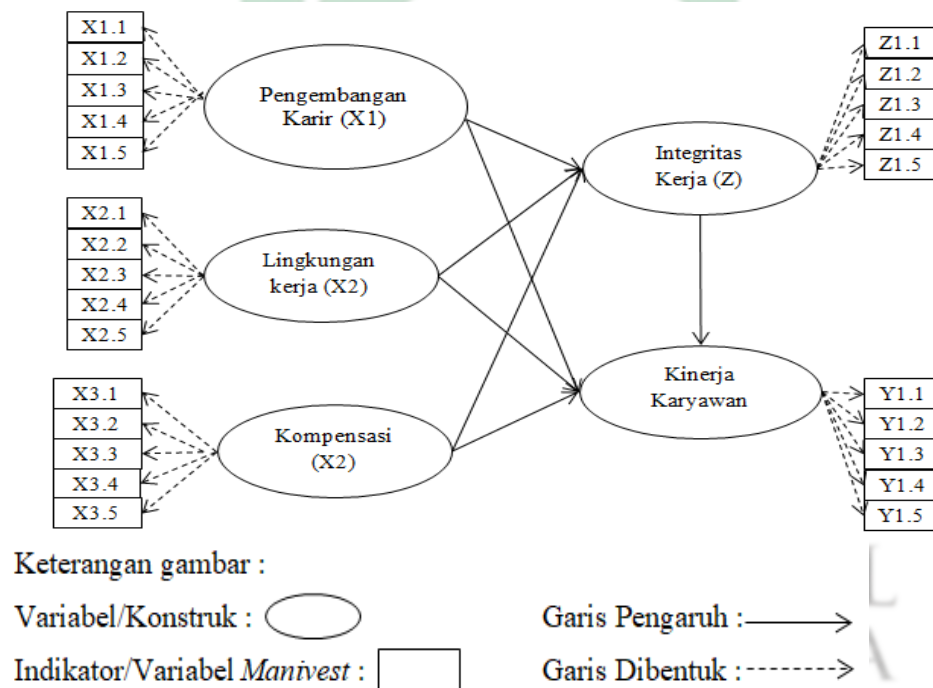 X1.1
X1.2
X1.3
X1.4
X1.5
Pengembangan
Karir (X1)
Z1.1
Z1.2
Z1.3
Z1.4
Z1.5
Integritas
Kerja (Z)
X2.1
X2.2
X2.3
X2.4
X2.5
Lingkungan
kerja (X2)
X3.1
X3.2
X3.3
X3.4
X3.5
Kompensasi
(X2)
Kinerja
Karyawan
Y1.1
Y1.2
Y1.3
Y1.4
Y1.5
Keterangan gambar :
Variabel/Konstruk :
Garis Pengaruh :
Indikator/Variabel Manivest :
Garis Dibentuk :